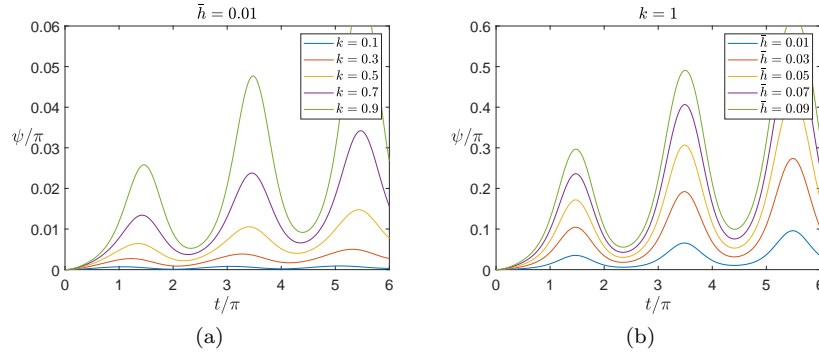 h̄ = 0.01
0.06
0.05
0.04
0.03
0.02
0.01
0
ψ/π
k = 0.1
k = 0.3
k = 0.5
k = 0.7
k = 0.9
0 1 2 3 4 5 6
t/π
(a)
k = 1
0.6
0.5
0.4
0.3
0.2
0.1
0
ψ/π
h̄ = 0.01
h̄ = 0.03
h̄ = 0.05
h̄ = 0.07
h̄ = 0.09
0 1 2 3 4 5 6
t/π
(b)